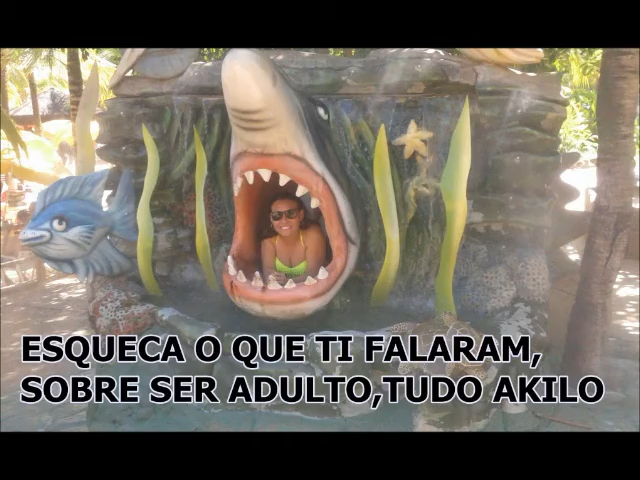 ESQUECA O QUE TI FALARAM,
SOBRE SER ADULTO,TUDO AKILO